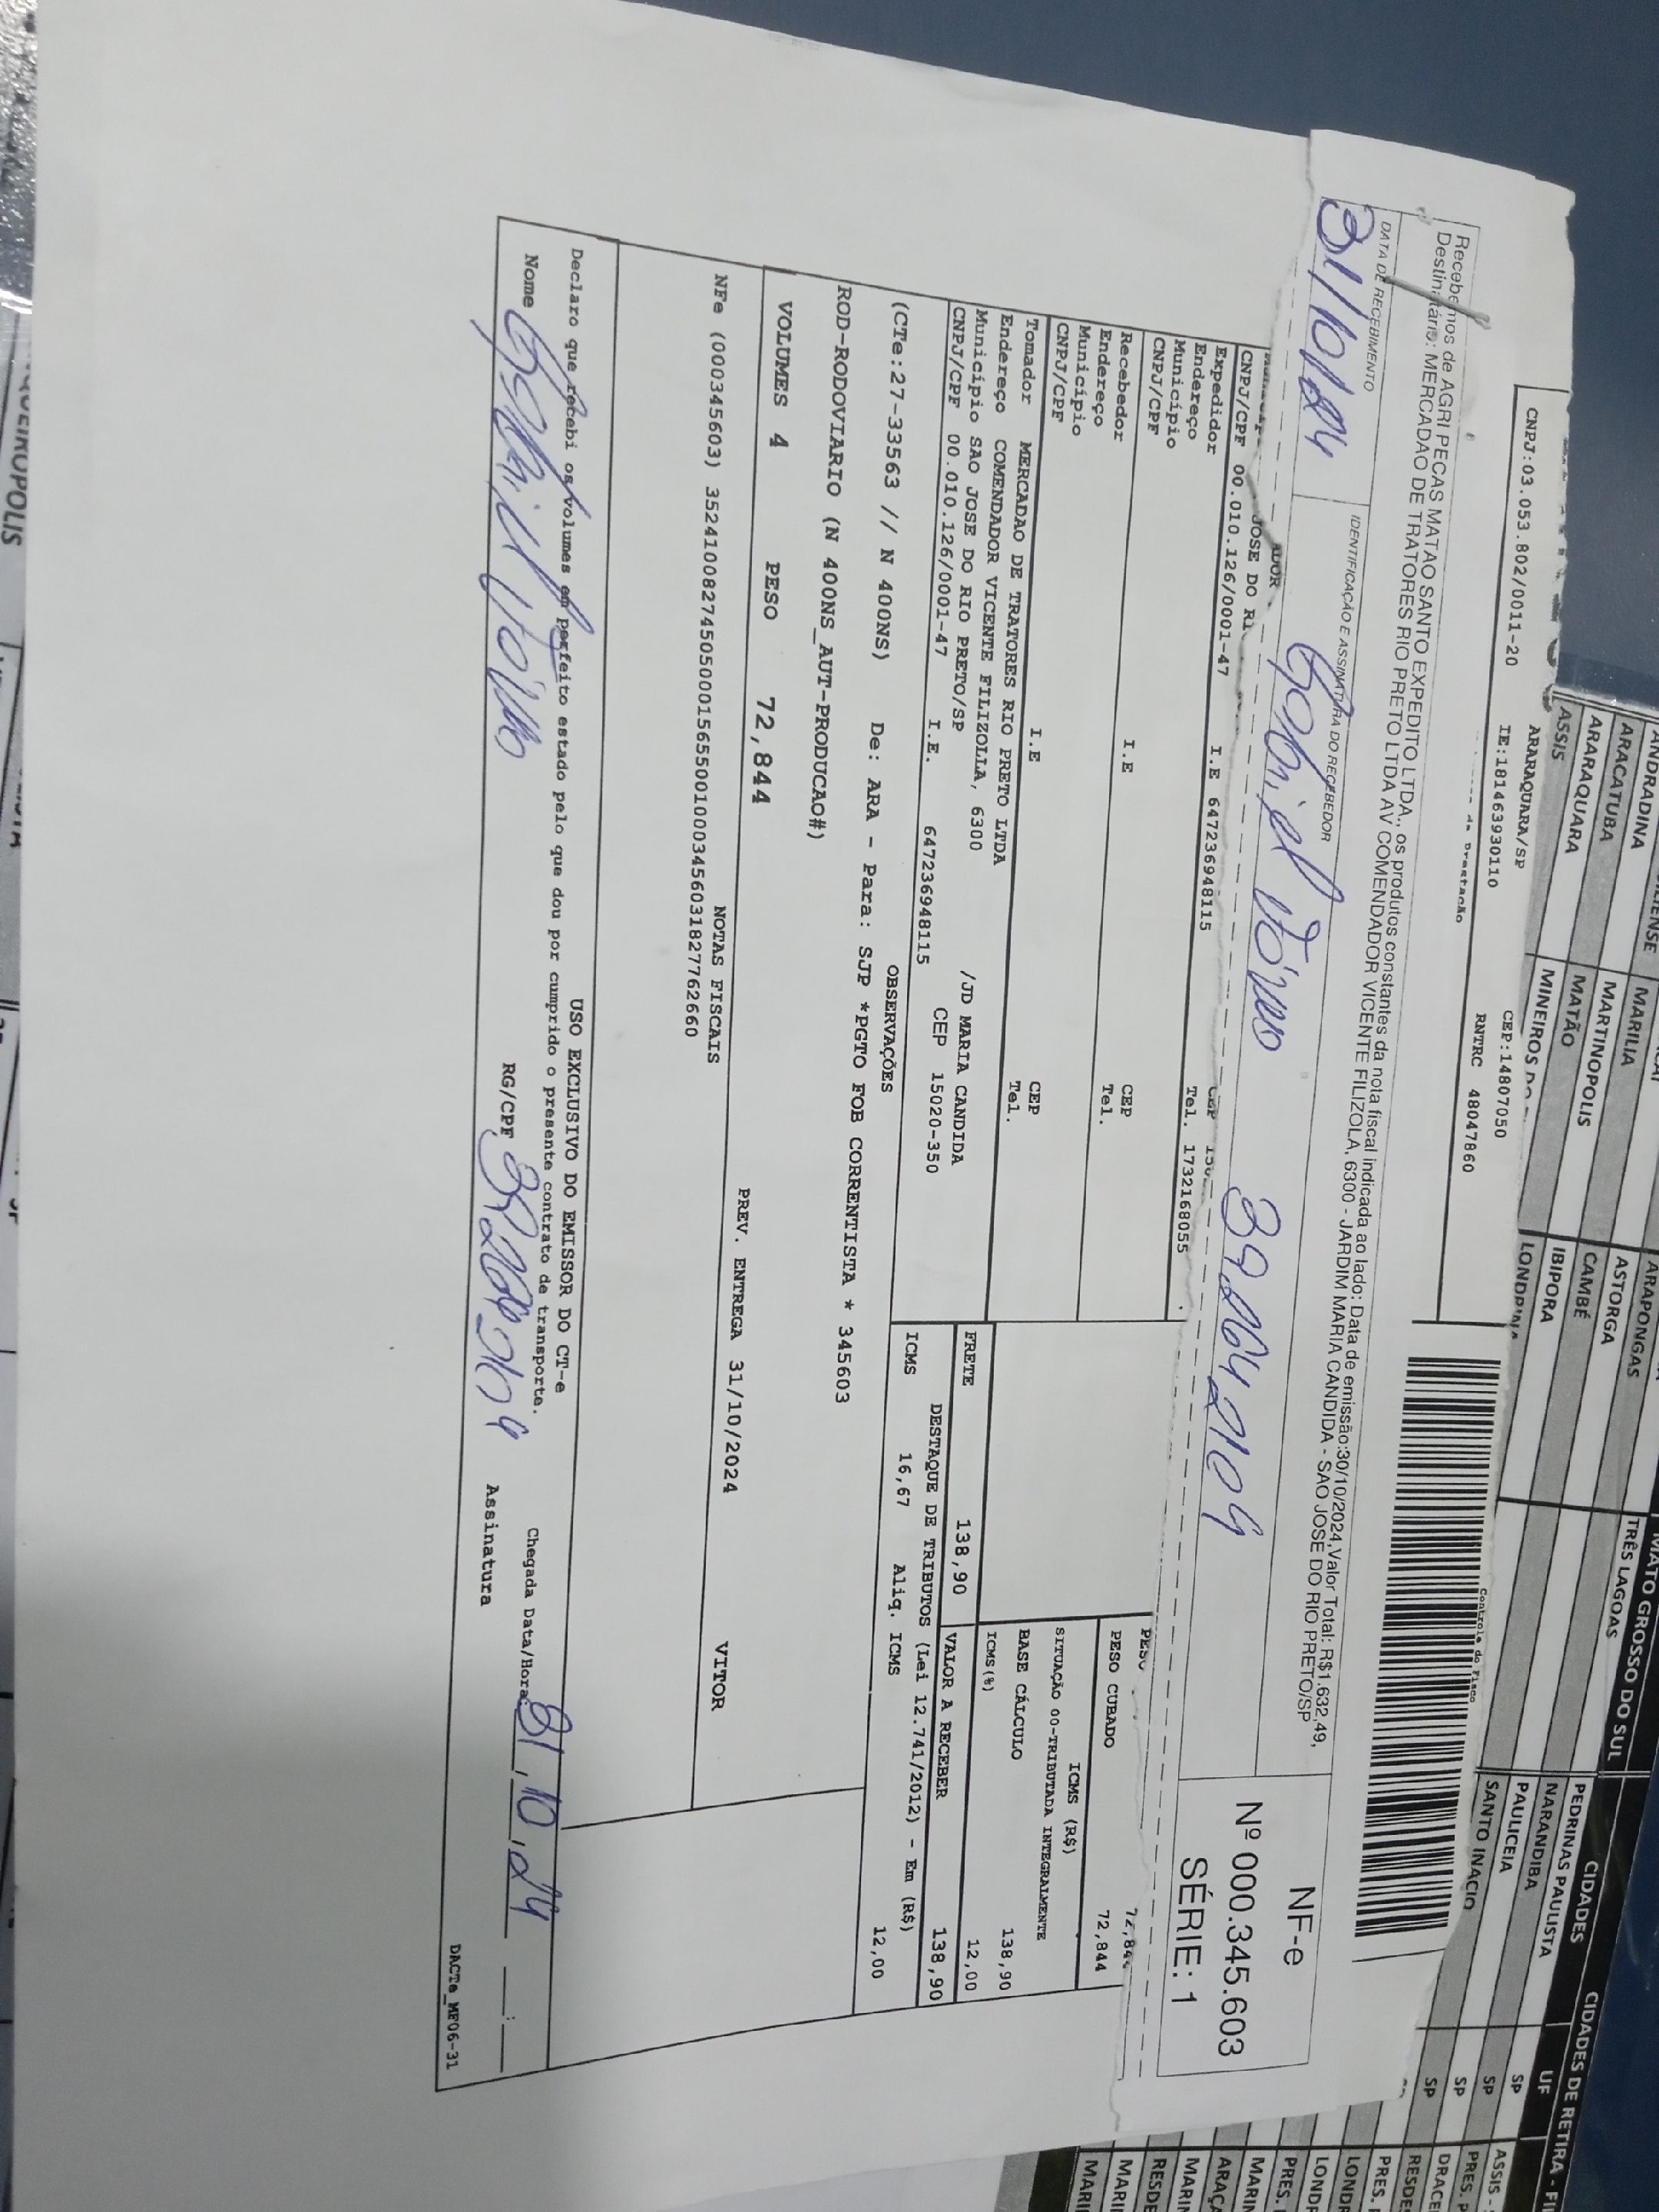 CNPJ:03.053.802/0011-20
ARARAQUARA/SP
IE:181463930110
CEP:14807050
RNTRC 48047860
Controle do Fisco
Recebemos de AGRI PECAS MATAO SANTO EXPEDITO LTDA., os produtos constantes da nota fiscal indicada ao lado: Data de emissão:30/10/2024,Valor Total: R$1.632,49,
Destinatário: MERCADAO DE TRATORES RIO PRETO LTDA AV COMENDADOR VICENTE FILIZOLA, 6300 - JARDIM MARIA CANDIDA - SAO JOSE DO RIO PRETO/SP
DATA DE RECEBIMENTO
IDENTIFICAÇÃO E ASSINATURA DO RECEBEDOR
31/10/24
Gabriel
NF-e
Nº 000.345.603
SÉRIE: 1
CNPJ/CPF 00.010.126/0001-47 I.E 647236948115
Expedidor
Endereço
Tel. 1732168055
Município
CNPJ/CPF
PESO CUBADO 72,844
Recebedor I.E CEP
Endereço Tel.
Município
CNPJ/CPF
ICMS (R$)
SITUAÇÃO 00-TRIBUTADA INTEGRALMENTE
BASE CÁLCULO 138,90
ICMS(%) 12,00
Tomador MERCADAO DE TRATORES RIO PRETO LTDA I.E CEP
Endereço COMENDADOR VICENTE FILIZOLLA, 6300 Tel.
/JD MARIA CANDIDA
Município SAO JOSE DO RIO PRETO/SP CEP 15020-350
CNPJ/CPF 00.010.126/0001-47 I.E. 647236948115
FRETE 138,90 VALOR A RECEBER 138,90
DESTAQUE DE TRIBUTOS (Lei 12.741/2012) - Em (R$)
ICMS 16,67 Aliq. ICMS 12,00
OBSERVAÇÕES
(CTe:27-33563 // N 400NS) De: ARA - Para: SJP *PGTO FOB CORRENTISTA * 345603
ROD-RODOVIARIO (N 400NS_AUT-PRODUCAO#)
VOLUMES 4 PESO 72,844 PREV. ENTREGA 31/10/2024 VITOR
NOTAS FISCAIS
NFe (000345603) 35241008274505000156550010003456031827762660
USO EXCLUSIVO DO EMISSOR DO CT-e
Declaro que recebi os volumes em perfeito estado pelo que dou por cumprido o presente contrato de transporte.
Nome Gabriel RG/CPF Assinatura
Chegada Data/Hora: 31,10,24
DACTe_MF06-31
ANDRADINA
ARACATUBA
ARARAQUARA
ASSIS
MARILIA
MARTINOPOLIS
MATÃO
MINEIROS
ARAPONGAS
ASTORGA
CAMBÉ
IBIPORA
LONDRINA
MATO GROSSO DO SUL
TRÊS LAGOAS
CIDADES
PEDRINAS PAULISTA
NARANDIBA
PAULICEIA
SANTO INACIO
CIDADES DE RETIRA
UF
SP
SP
SP
SP